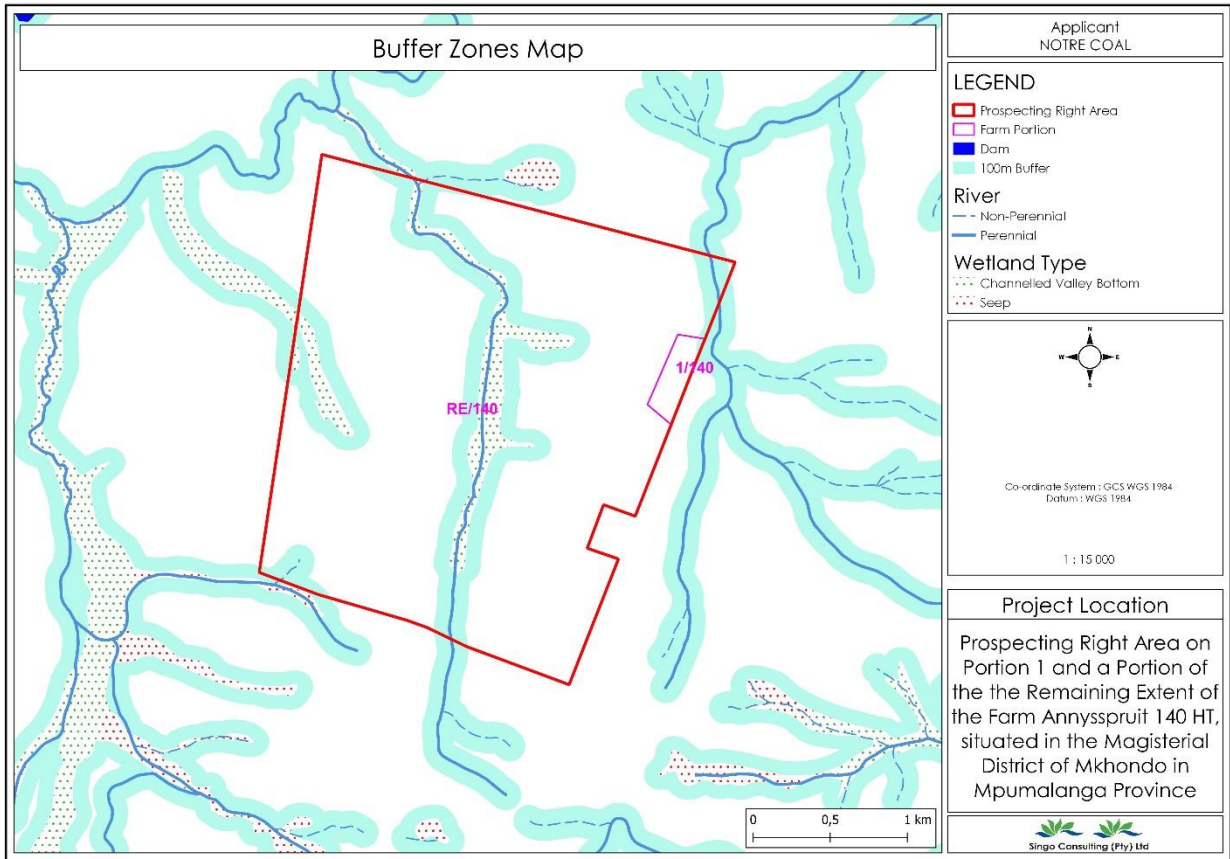 Buffer Zones Map
RE/140
1/140
0
0,5
1 km
Applicant
NOTRE COAL
LEGEND
Prospecting Right Area
Farm Portion
Dam
100m Buffer
River
Non-Perennial
Perennial
Wetland Type
Channelled Valley Bottom
Seep
N
W
E
S
Co-ordinate System : GCS WGS 1984
Datum : WGS 1984
1 : 15 000
Project Location
Prospecting Right Area on
Portion 1 and a Portion of
the the Remaining Extent of
the Farm Annysspruit 140 HT,
situated in the Magisterial
District of Mkhondo in
Mpumalanga Province
Singo Consulting (Pty) Ltd